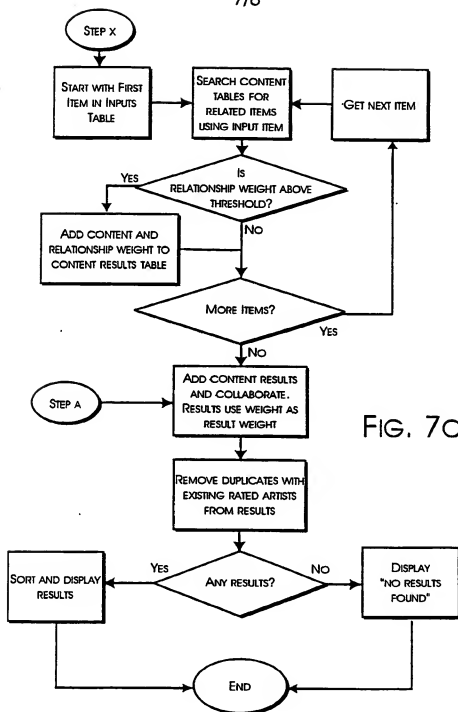 7/8
STEP X
START WITH FIRST
ITEM IN INPUTS
TABLE
SEARCH CONTENT
TABLES FOR
RELATED ITEMS
USING INPUT ITEM
GET NEXT ITEM
IS
RELATIONSHIP WEIGHT ABOVE
THRESHOLD?
YES
NO
ADD CONTENT AND
RELATIONSHIP WEIGHT TO
CONTENT RESULTS TABLE
MORE ITEMS?
YES
NO
STEP A
ADD CONTENT RESULTS
AND COLLABORATE.
RESULTS USE WEIGHT AS
RESULT WEIGHT
FIG. 7C
REMOVE DUPLICATES WITH
EXISTING RATED ARTISTS
FROM RESULTS
ANY RESULTS?
YES
NO
SORT AND DISPLAY
RESULTS
DISPLAY
"NO RESULTS
FOUND"
END